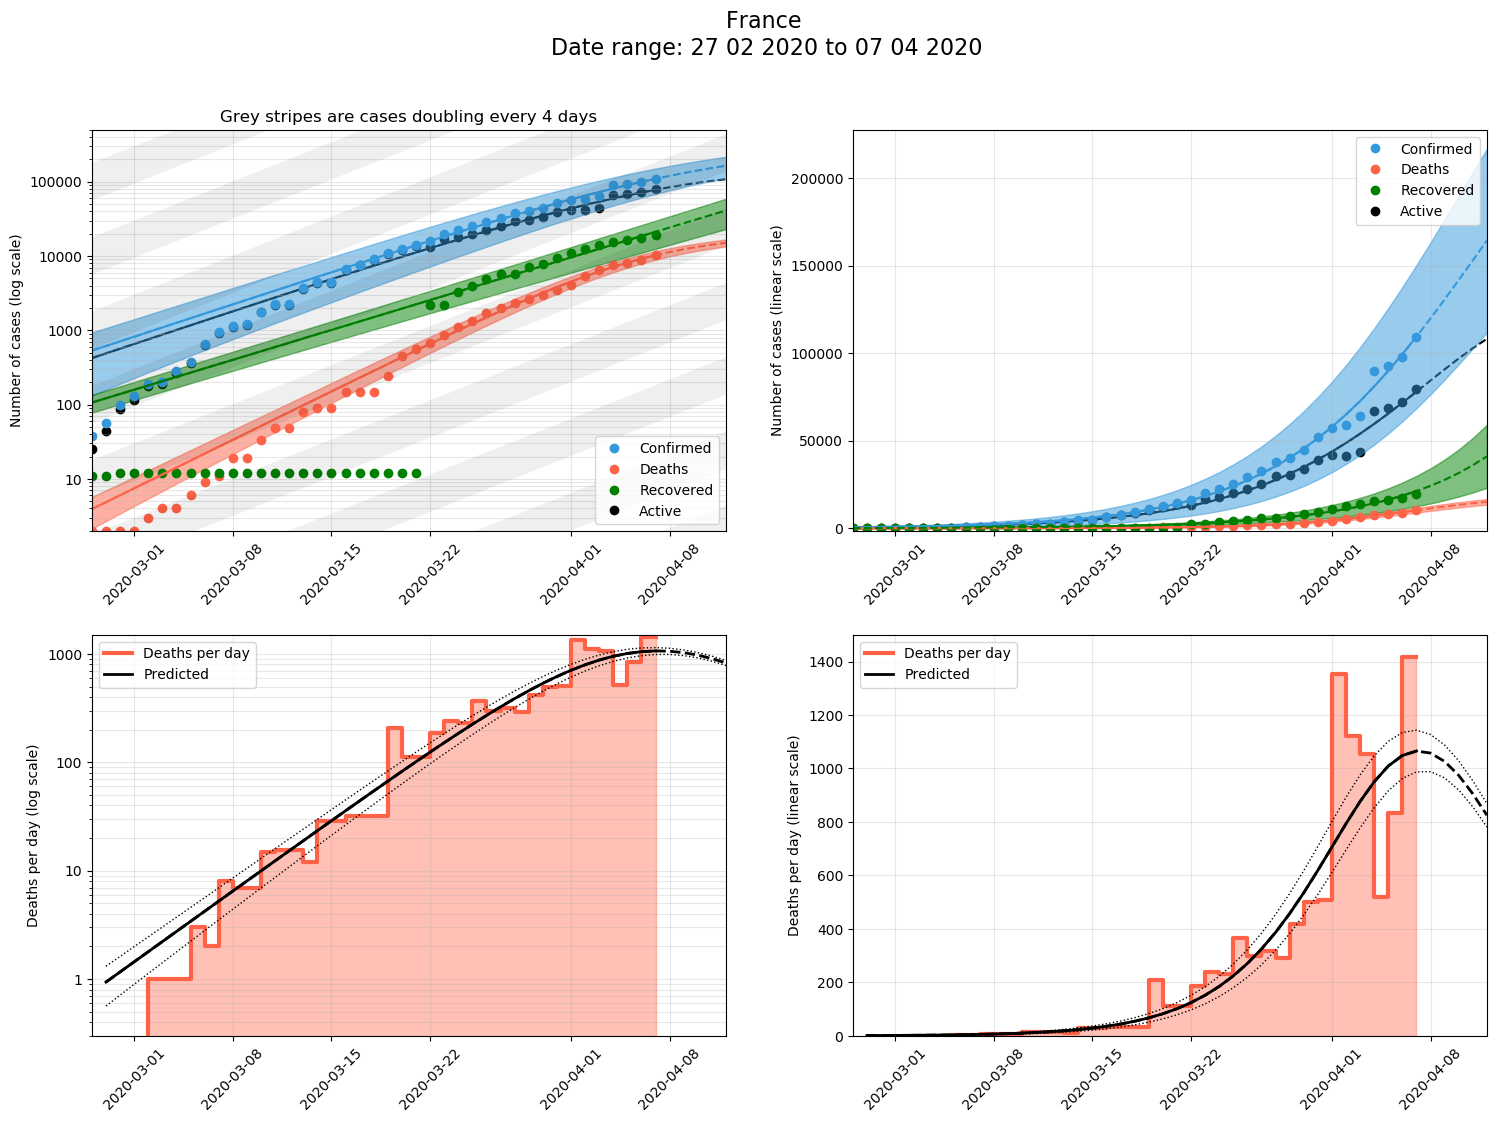 France
Date range: 27 02 2020 to 07 04 2020
Grey stripes are cases doubling every 4 days
Number of cases (log scale)
100000
10000
1000
100
10
Confirmed
Deaths
Recovered
Active
2020-03-01
2020-03-08
2020-03-15
2020-03-22
2020-04-01
2020-04-08
Number of cases (linear scale)
200000
150000
100000
50000
0
Confirmed
Deaths
Recovered
Active
2020-03-01
2020-03-08
2020-03-15
2020-03-22
2020-04-01
2020-04-08
Deaths per day (log scale)
1000
100
10
1
Deaths per day
Predicted
2020-03-01
2020-03-08
2020-03-15
2020-03-22
2020-04-01
2020-04-08
Deaths per day (linear scale)
1400
1200
1000
800
600
400
200
0
Deaths per day
Predicted
2020-03-01
2020-03-08
2020-03-15
2020-03-22
2020-04-01
2020-04-08